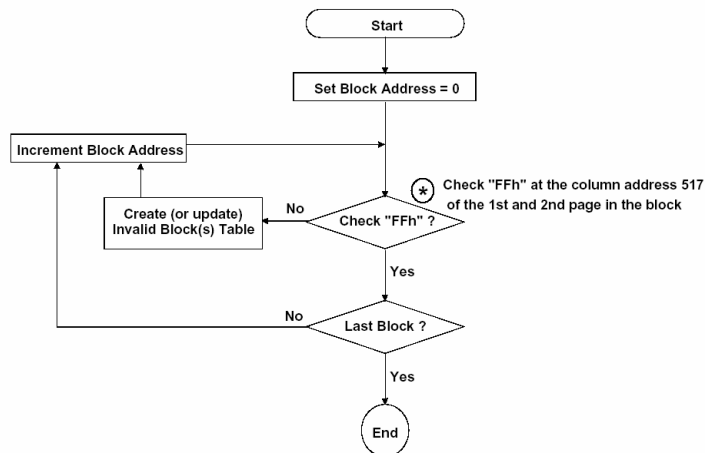 Start
Set Block Address = 0
Increment Block Address
* Check "FFh" at the column address 517
of the 1st and 2nd page in the block
No
Create (or update)
Invalid Block(s) Table
Check "FFh" ?
Yes
No
Last Block ?
Yes
End